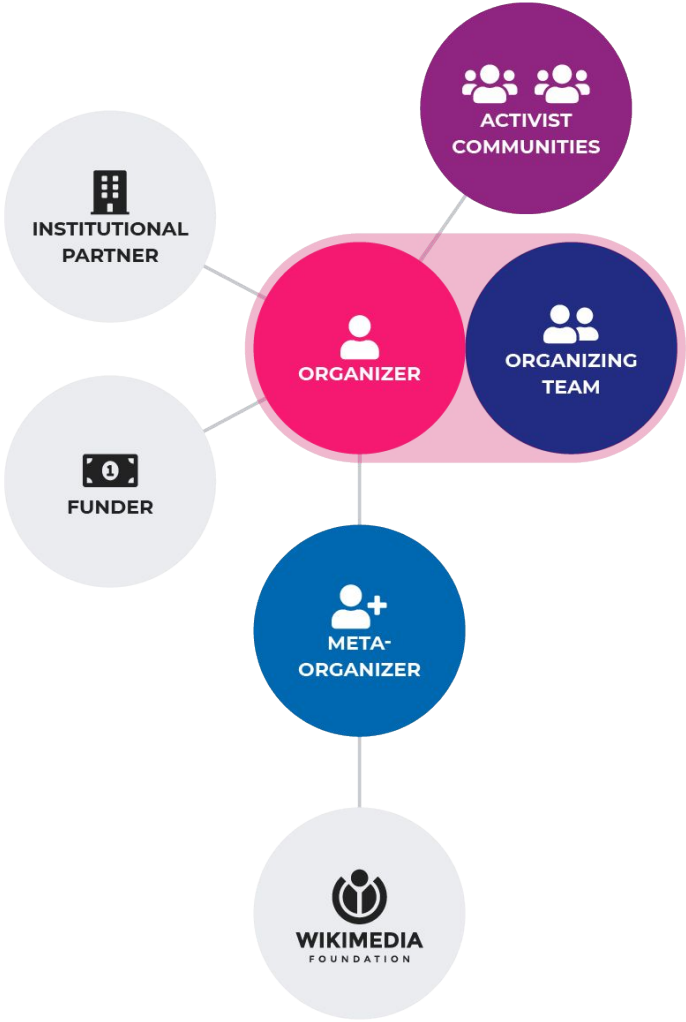 ACTIVIST
COMMUNITIES
INSTITUTIONAL
PARTNER
ORGANIZER
ORGANIZING
TEAM
1
FUNDER
META-
ORGANIZER
WIKIMEDIA
FOUNDATION